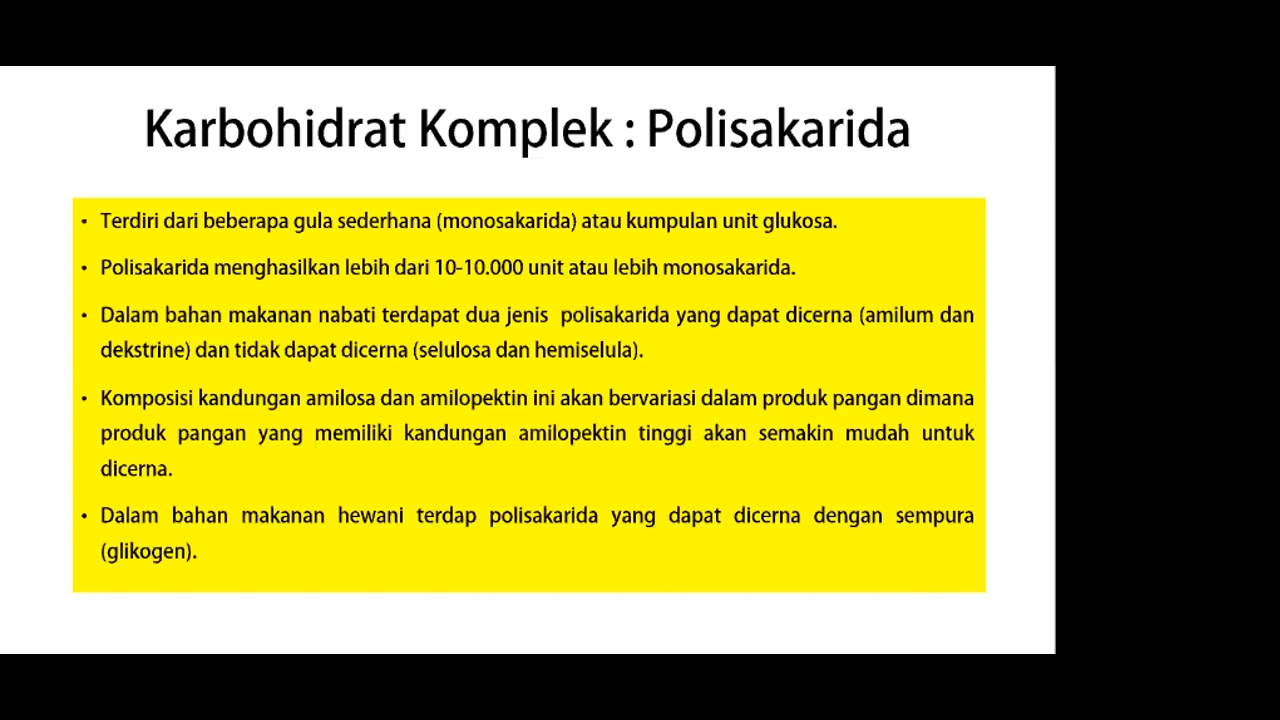 Karbohidrat Komplek : Polisakarida
• Terdiri dari beberapa gula sederhana (monosakarida) atau kumpulan unit glukosa.
• Polisakarida menghasilkan lebih dari 10-10.000 unit atau lebih monosakarida.
• Dalam bahan makanan nabati terdapat dua jenis polisakarida yang dapat dicerna (amilum dan
dekstrine) dan tidak dapat dicerna (selulosa dan hemiselula).
• Komposisi kandungan amilosa dan amilopektin ini akan bervariasi dalam produk pangan dimana
produk pangan yang memiliki kandungan amilopektin tinggi akan semakin mudah untuk
dicerna.
• Dalam bahan makanan hewani terdap polisakarida yang dapat dicerna dengan sempura
(glikogen).